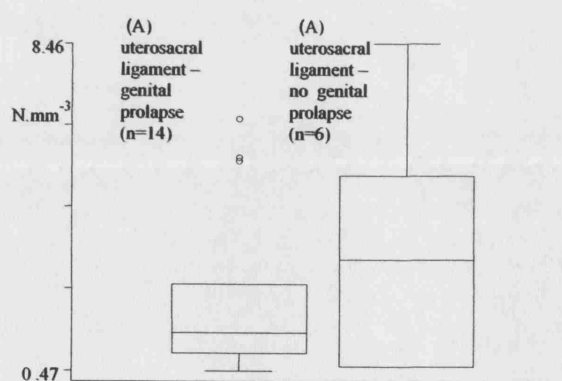 8.46
N.mm-3
0.47
(A)
uterosacral
ligament –
genital
prolapse
(n=14)
(A)
uterosacral
ligament –
no genital
prolapse
(n=6)